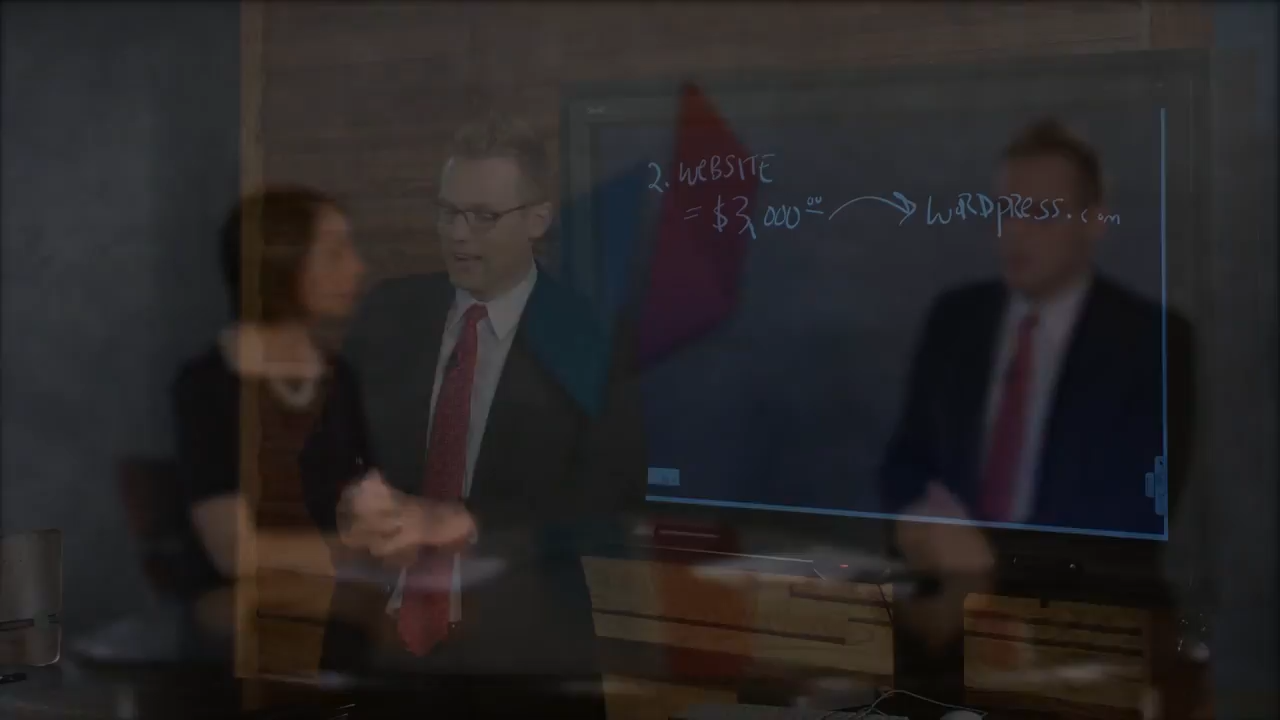 2. WEBSITE
= $3,000.00 → WORDPRESS.com